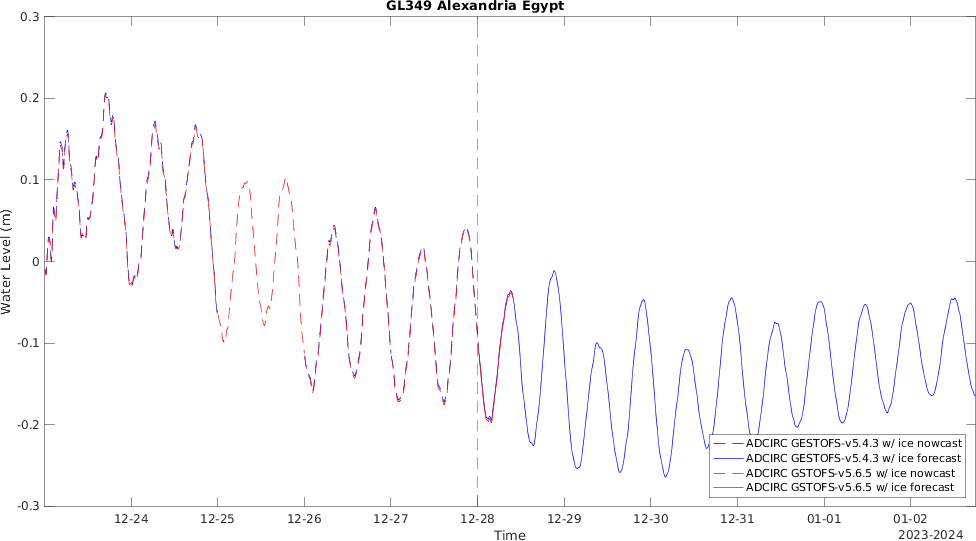 GL349 Alexandria Egypt
0.3
0.2
0.1
0
-0.1
-0.2
-0.3
Water Level (m)
12-24
12-25
12-26
12-27
12-28
12-29
12-30
12-31
01-01
01-02
Time
2023-2024
ADCIRC GESTOFS-v5.4.3 w/ ice nowcast
ADCIRC GESTOFS-v5.4.3 w/ ice forecast
ADCIRC GSTOFS-v5.6.5 w/ ice nowcast
ADCIRC GSTOFS-v5.6.5 w/ ice forecast